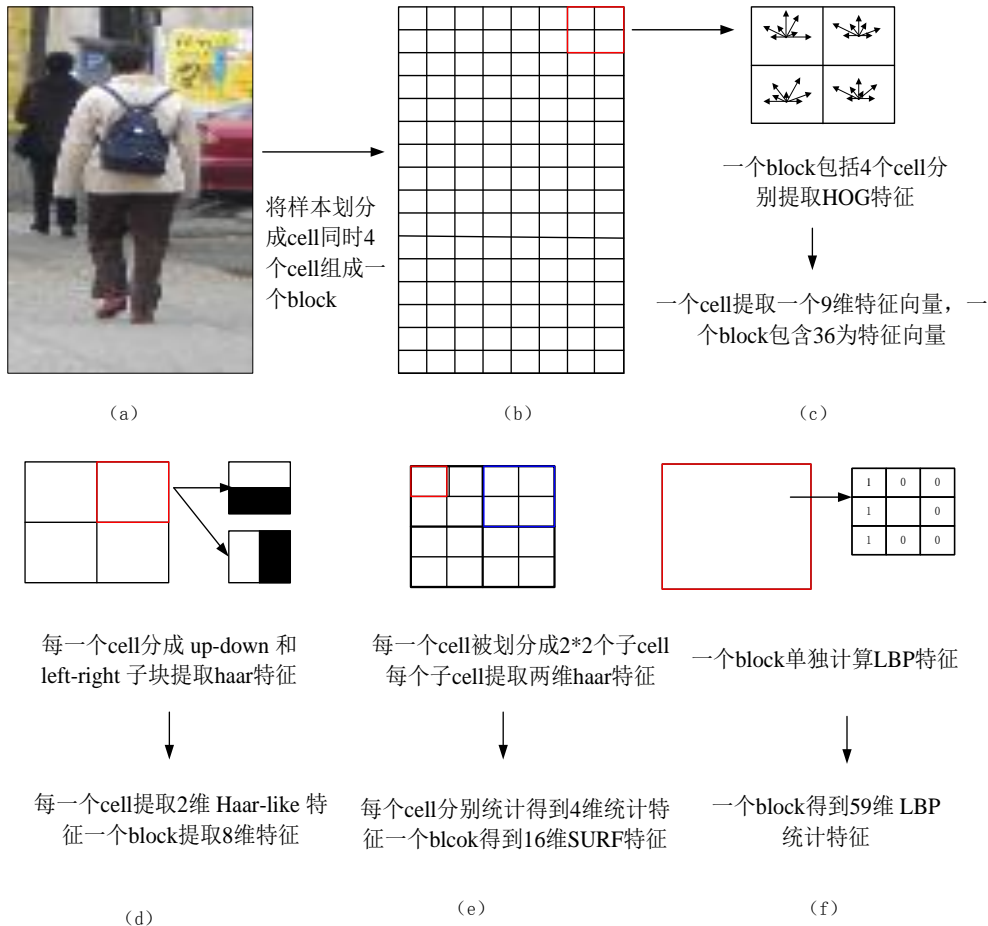 将样本划分
成cell同时4
个cell组成一
个block
一个block包括4个cell分
别提取HOG特征
一个cell提取一个9维特征向量，一
个block包含36为特征向量
（a）
（b）
（c）
1 0 0
1 0
1 0 0
每一个cell分成 up-down 和
left-right 子块提取haar特征
每一个cell被划分成2*2个子cell
每个子cell提取两维haar特征
一个block单独计算LBP特征
每一个cell提取2维 Haar-like 特
征一个block提取8维特征
每个cell分别统计得到4维统计特
征一个blcok得到16维SURF特征
一个block得到59维 LBP
统计特征
（d）
（e）
（f）